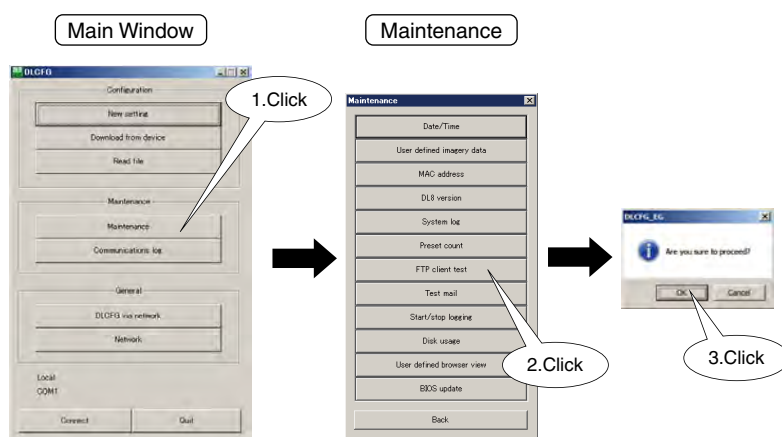 Main Window
Maintenance
DLCFG
Configuration
New setting
Download from device
Read file
Maintenance
Maintenance
Communications log
General
DLCFG via network
Network
Local
COM1
Connect
Quit
1.Click
Maintenance
Date/Time
User defined imagery data
MAC address
DL8 version
System log
Preset count
FTP client test
Test mail
Start/stop logging
Disk usage
User defined browser view
BIOS update
Back
2.Click
DLCFG_EG
Are you sure to proceed?
OK
Cancel
3.Click